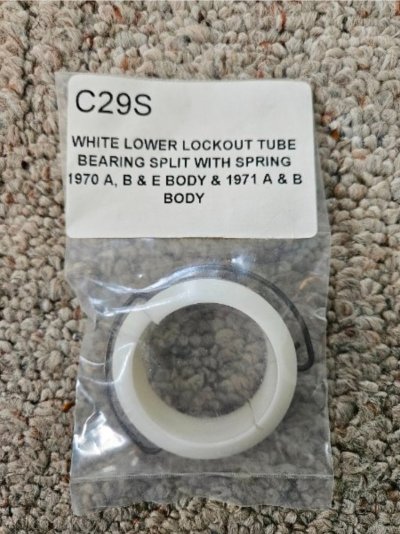 C29S
WHITE LOWER LOCKOUT TUBE
BEARING SPLIT WITH SPRING
1970 A, B & E BODY & 1971 A & B
BODY